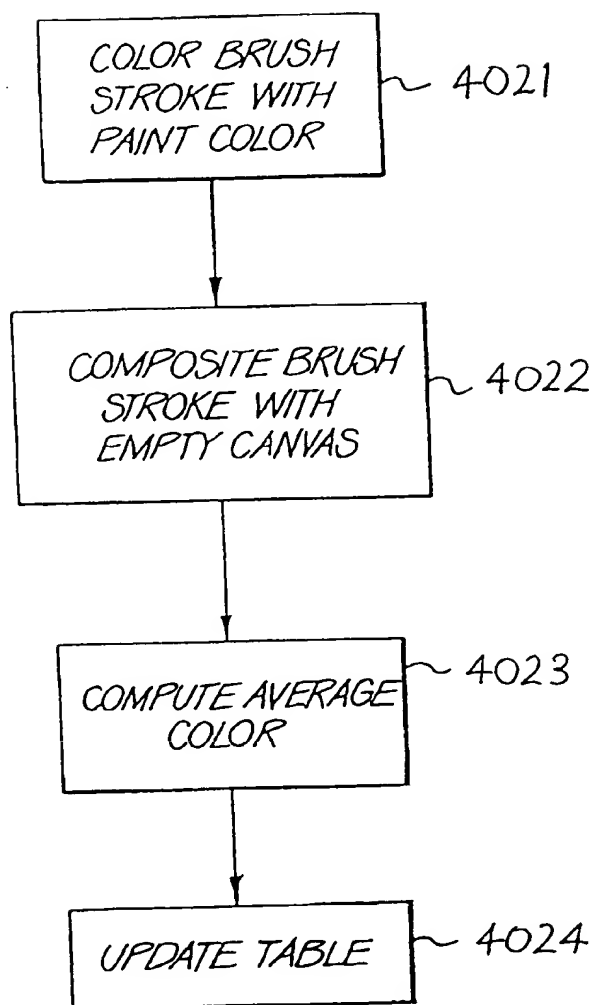 COLOR BRUSH
STROKE WITH
PAINT COLOR
4021
COMPOSITE BRUSH
STROKE WITH
EMPTY CANVAS
4022
COMPUTE AVERAGE
COLOR
4023
UPDATE TABLE
4024